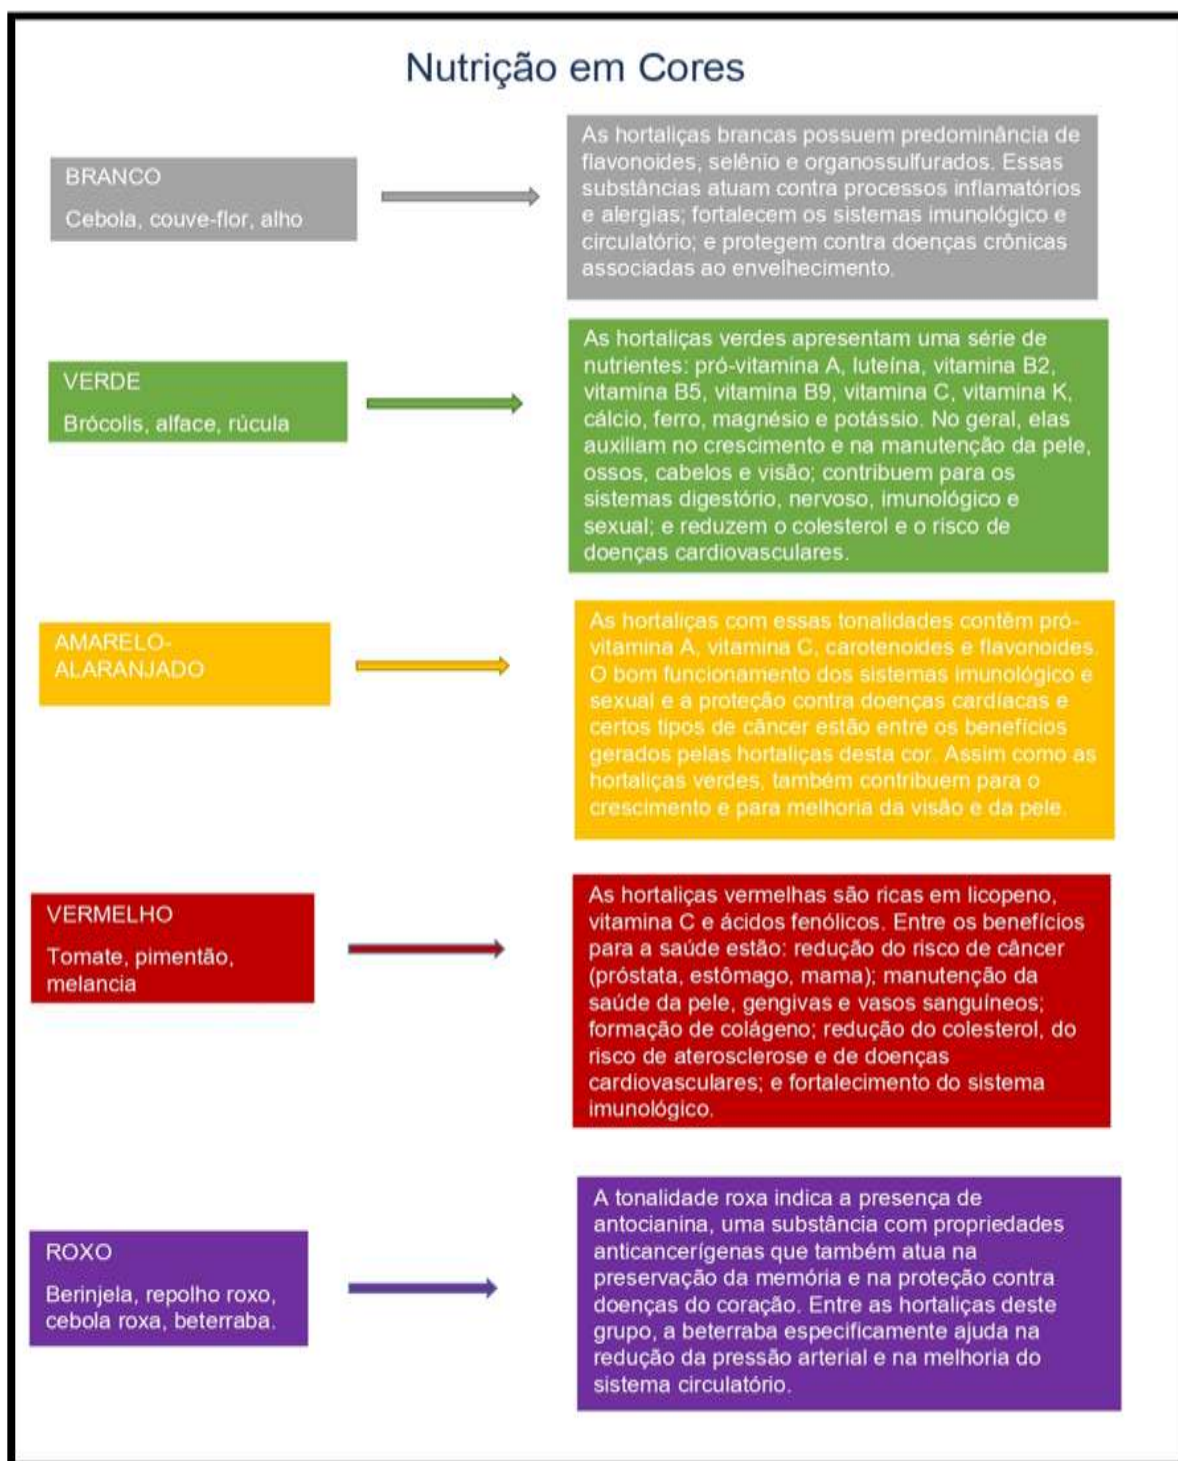 Nutrição em Cores
BRANCO
Cebola, couve-flor, alho
As hortaliças brancas possuem predominância de
flavonoides, selênio e organossulfurados. Essas
substâncias atuam contra processos inflamatórios
e alergias; fortalecem os sistemas imunológico e
circulatório; e protegem contra doenças crônicas
associadas ao envelhecimento.
VERDE
Brócolis, alface, rúcula
As hortaliças verdes apresentam uma série de
nutrientes: pró-vitamina A, luteína, vitamina B2,
vitamina B5, vitamina B9, vitamina C, vitamina K,
cálcio, ferro, magnésio e potássio. No geral, elas
auxiliam no crescimento e na manutenção da pele,
ossos, cabelos e visão; contribuem para os
sistemas digestório, nervoso, imunológico e
sexual; e reduzem o colesterol e o risco de
doenças cardiovasculares.
AMARELO-
ALARANJADO
As hortaliças com essas tonalidades contêm pró-
vitamina A, vitamina C, carotenoides e flavonoides.
O bom funcionamento dos sistemas imunológico e
sexual e a proteção contra doenças cardíacas e
certos tipos de câncer estão entre os benefícios
gerados pelas hortaliças desta cor. Assim como as
hortaliças verdes, também contribuem para o
crescimento e para melhoria da visão e da pele.
VERMELHO
Tomate, pimentão,
melancia
As hortaliças vermelhas são ricas em licopeno,
vitamina C e ácidos fenólicos. Entre os benefícios
para a saúde estão: redução do risco de câncer
(próstata, estômago, mama); manutenção da
saúde da pele, gengivas e vasos sanguíneos;
formação de colágeno; redução do colesterol, do
risco de aterosclerose e de doenças
cardiovasculares; e fortalecimento do sistema
imunológico.
ROXO
Berinjela, repolho roxo,
cebola roxa, beterraba.
A tonalidade roxa indica a presença de
antocianina, uma substância com propriedades
anticancerígenas que também atua na
preservação da memória e na proteção contra
doenças do coração. Entre as hortaliças deste
grupo, a beterraba especificamente ajuda na
redução da pressão arterial e na melhoria do
sistema circulatório.